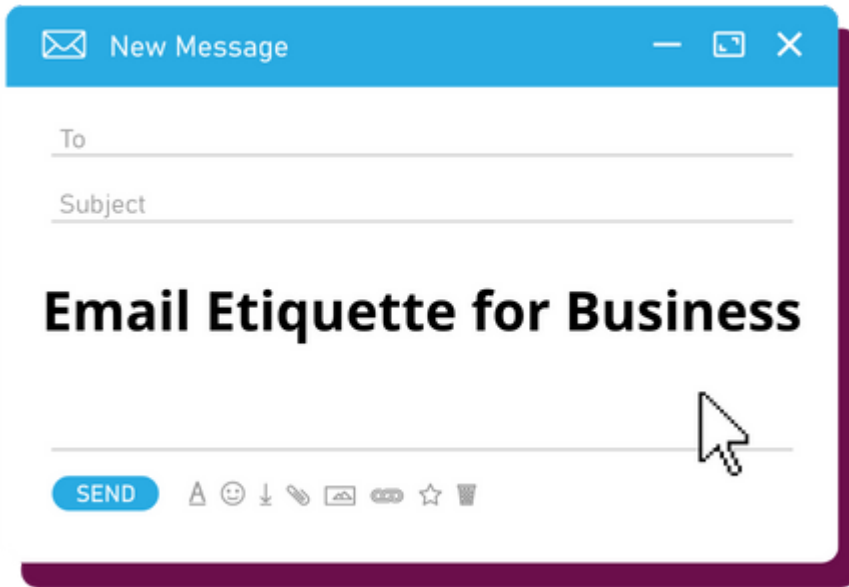 New Message
To
Subject
Email Etiquette for Business
SEND
A